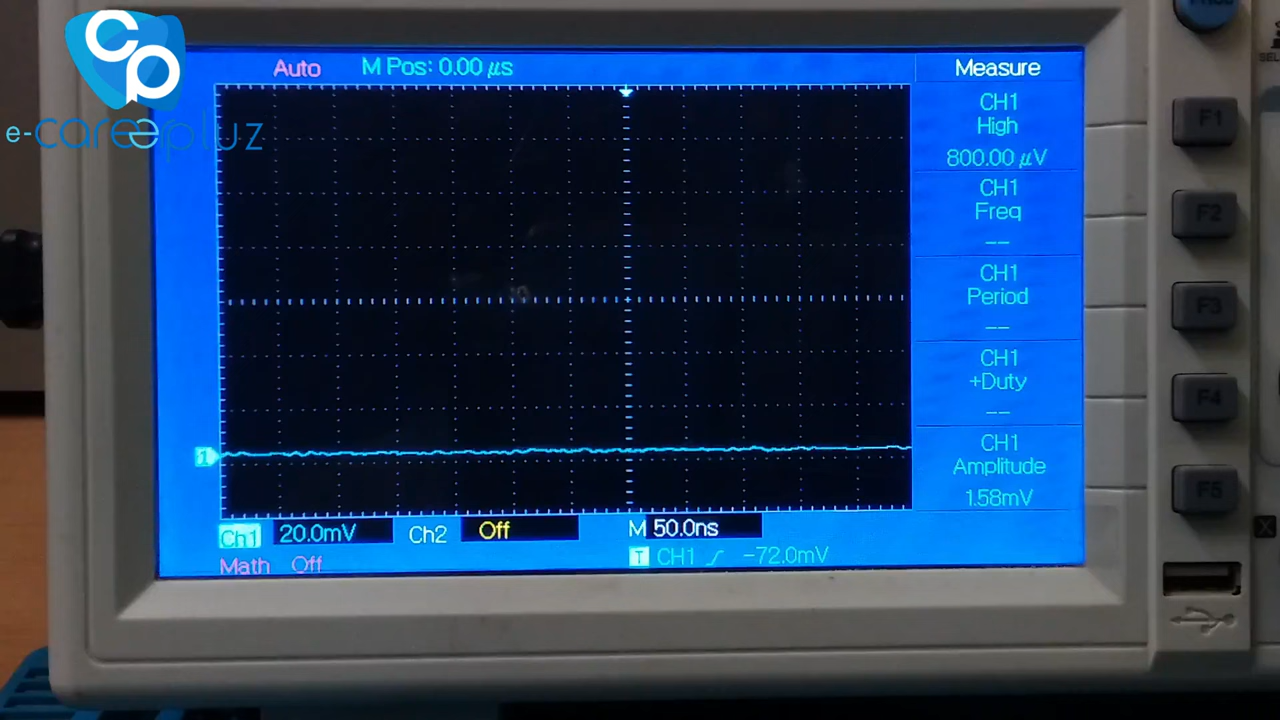 cp
e-careerpluz
Auto M Pos: 0.00 μs
Measure
CH1
High
800.00 μV
CH1
Freq
--
CH1
Period
--
CH1
+Duty
--
CH1
Amplitude
1.58mV
1
Ch1 20.0mV Ch2 Off M 50.0ns
Math Off T CH1 -72.0mV
F1
F2
F3
F4
F5